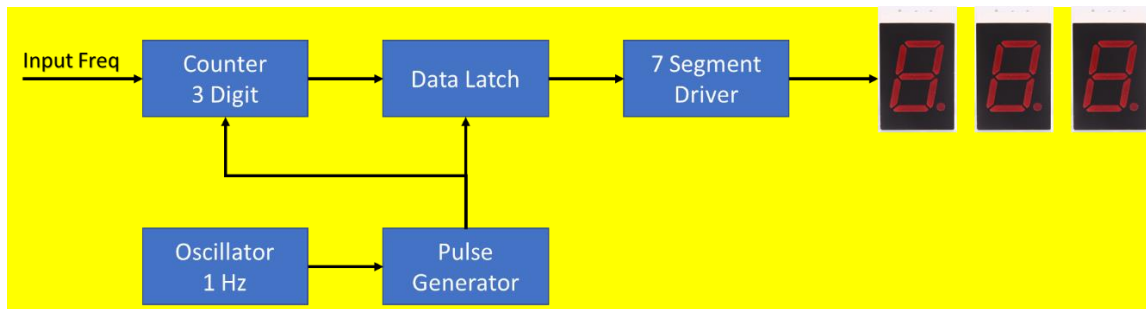 Input Freq
Counter
3 Digit
Data Latch
7 Segment
Driver
Oscillator
1 Hz
Pulse
Generator